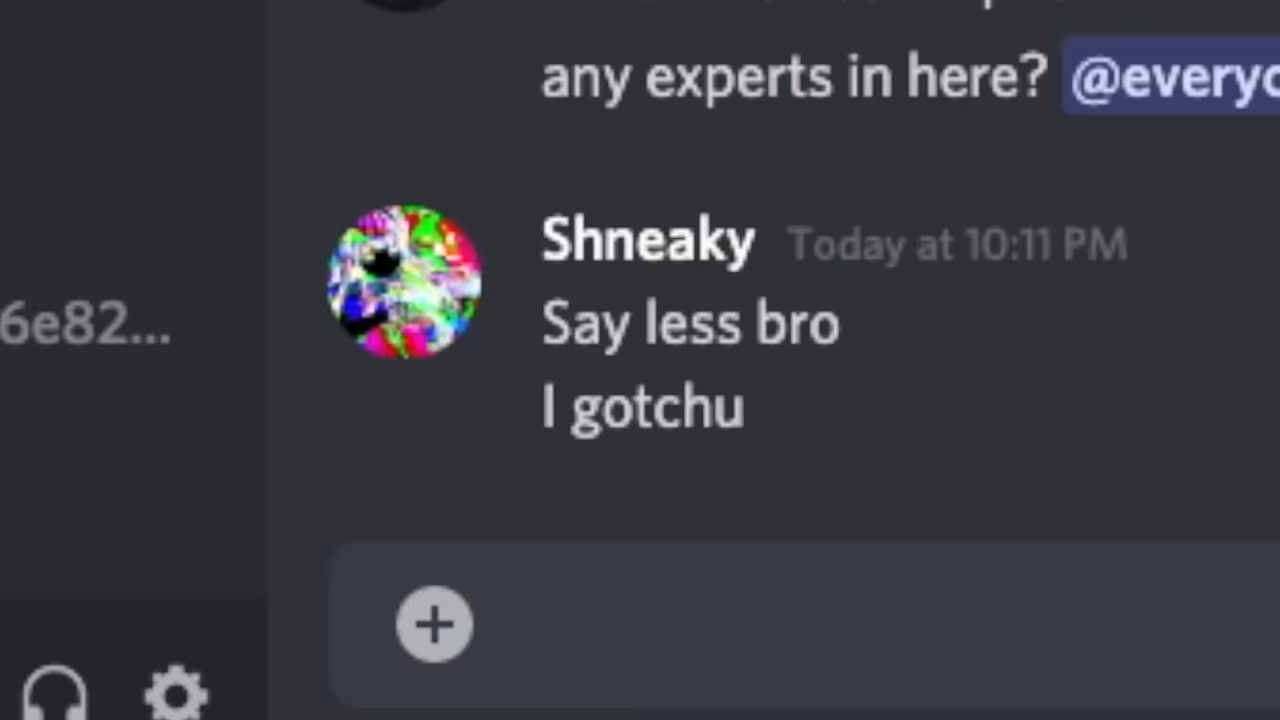 any experts in here? @everyo
Shneaky Today at 10:11 PM
6e82...
Say less bro
I gotchu